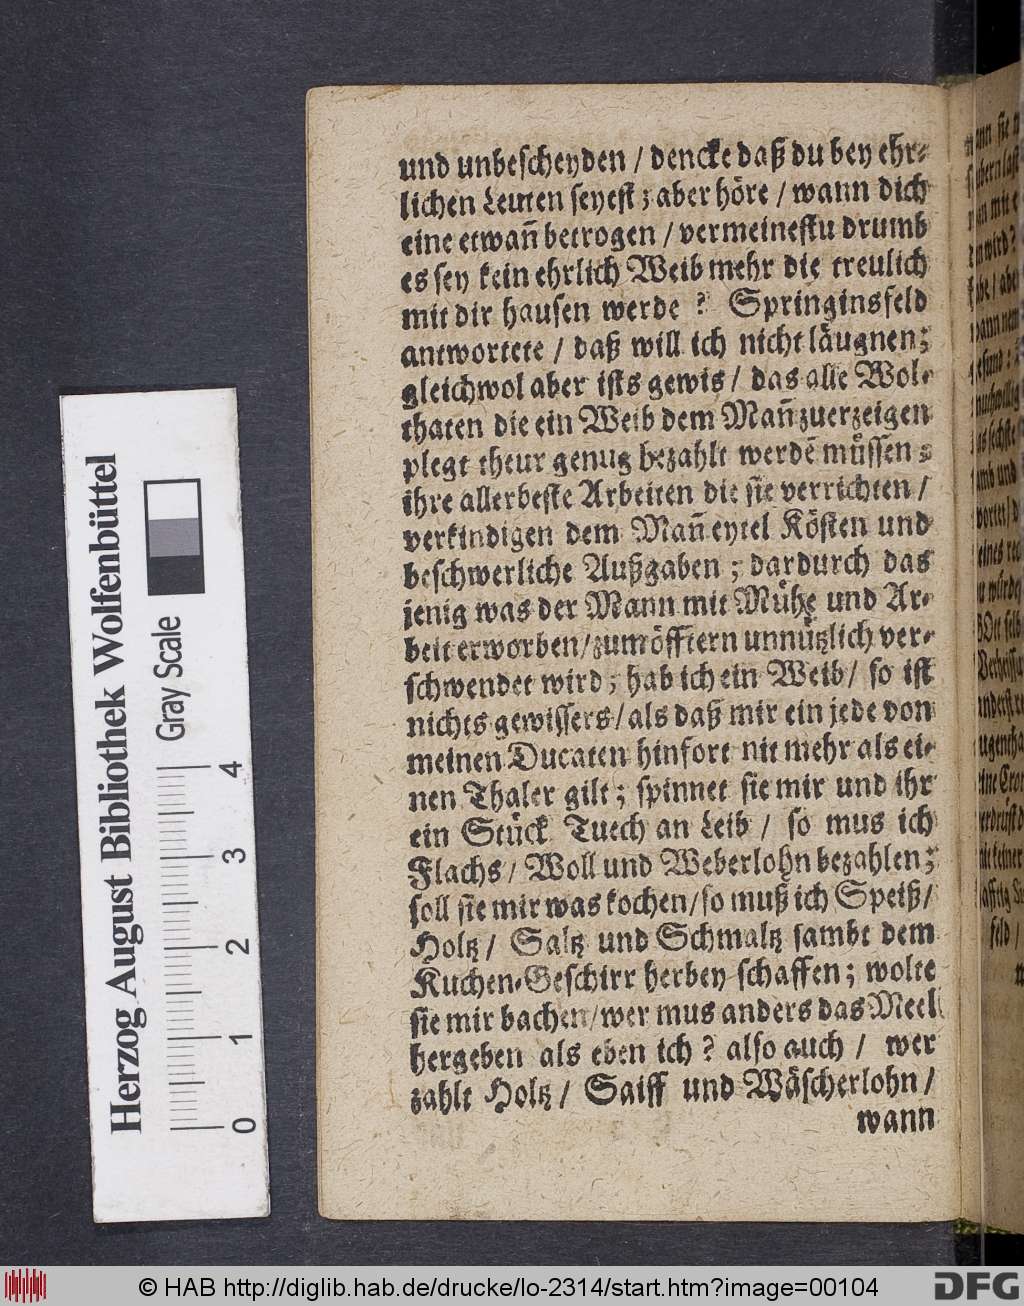 und unbescheyden / dencke daß du bey ehr-
lichen Leuten seyest ; aber höre / wann dich
eine etwañ betrogen / vermeinestu drumb
es sey kein ehrlich Weib mehr die treulich
mit dir hausen werde ? Springinsfeld
antwortete / daß will ich nicht läugnen ;
gleichwol aber ists gewis / das alle Wol-
thaten die ein Weib dem Mañ zuerzeigen
plegt theur genug bezahlt werdẽ müssen ;
ihre allerbeste Arbeiten die sie verrichten /
verkindigen dem Mañ eytel Kösten und
beschwerliche Außgaben ; dardurch das
jenig was der Mann mit Mühe und Ar-
beit erworben / zum öfftern unnützlich ver-
schwendet wird ; hab ich ein Weib / so ist
nichts gewissers / als daß mir ein jede von
meinen Ducaten hinfort nit mehr als ei-
nen Thaler gilt ; spinnet sie mir und ihr
ein Stück Tuech an Leib / so mus ich
Flachs / Woll und Weberlohn bezahlen ;
soll sie mir was kochen / so muß ich Speiß /
Holtz / Saltz und Schmaltz sambt dem
Kuchen-Geschirr herbey schaffen ; wolte
sie mir bachen / wer mus anders das Meel
hergeben als eben ich ? also auch / wer
zahlt Holtz / Saiff und Wäscherlohn /
wann
Herzog August Bibliothek Wolfenbüttel
Gray Scale
0 1 2 3 4
© HAB http://diglib.hab.de/drucke/lo-2314/start.htm?image=00104
DFG